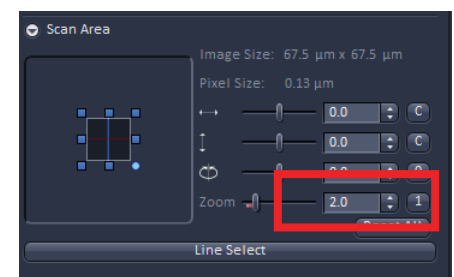 Scan Area
Image Size: 67.5 µm x 67.5 µm
Pixel Size: 0.13 µm
0.0 C
0.0 C
Zoom 2.0 1
Line Select